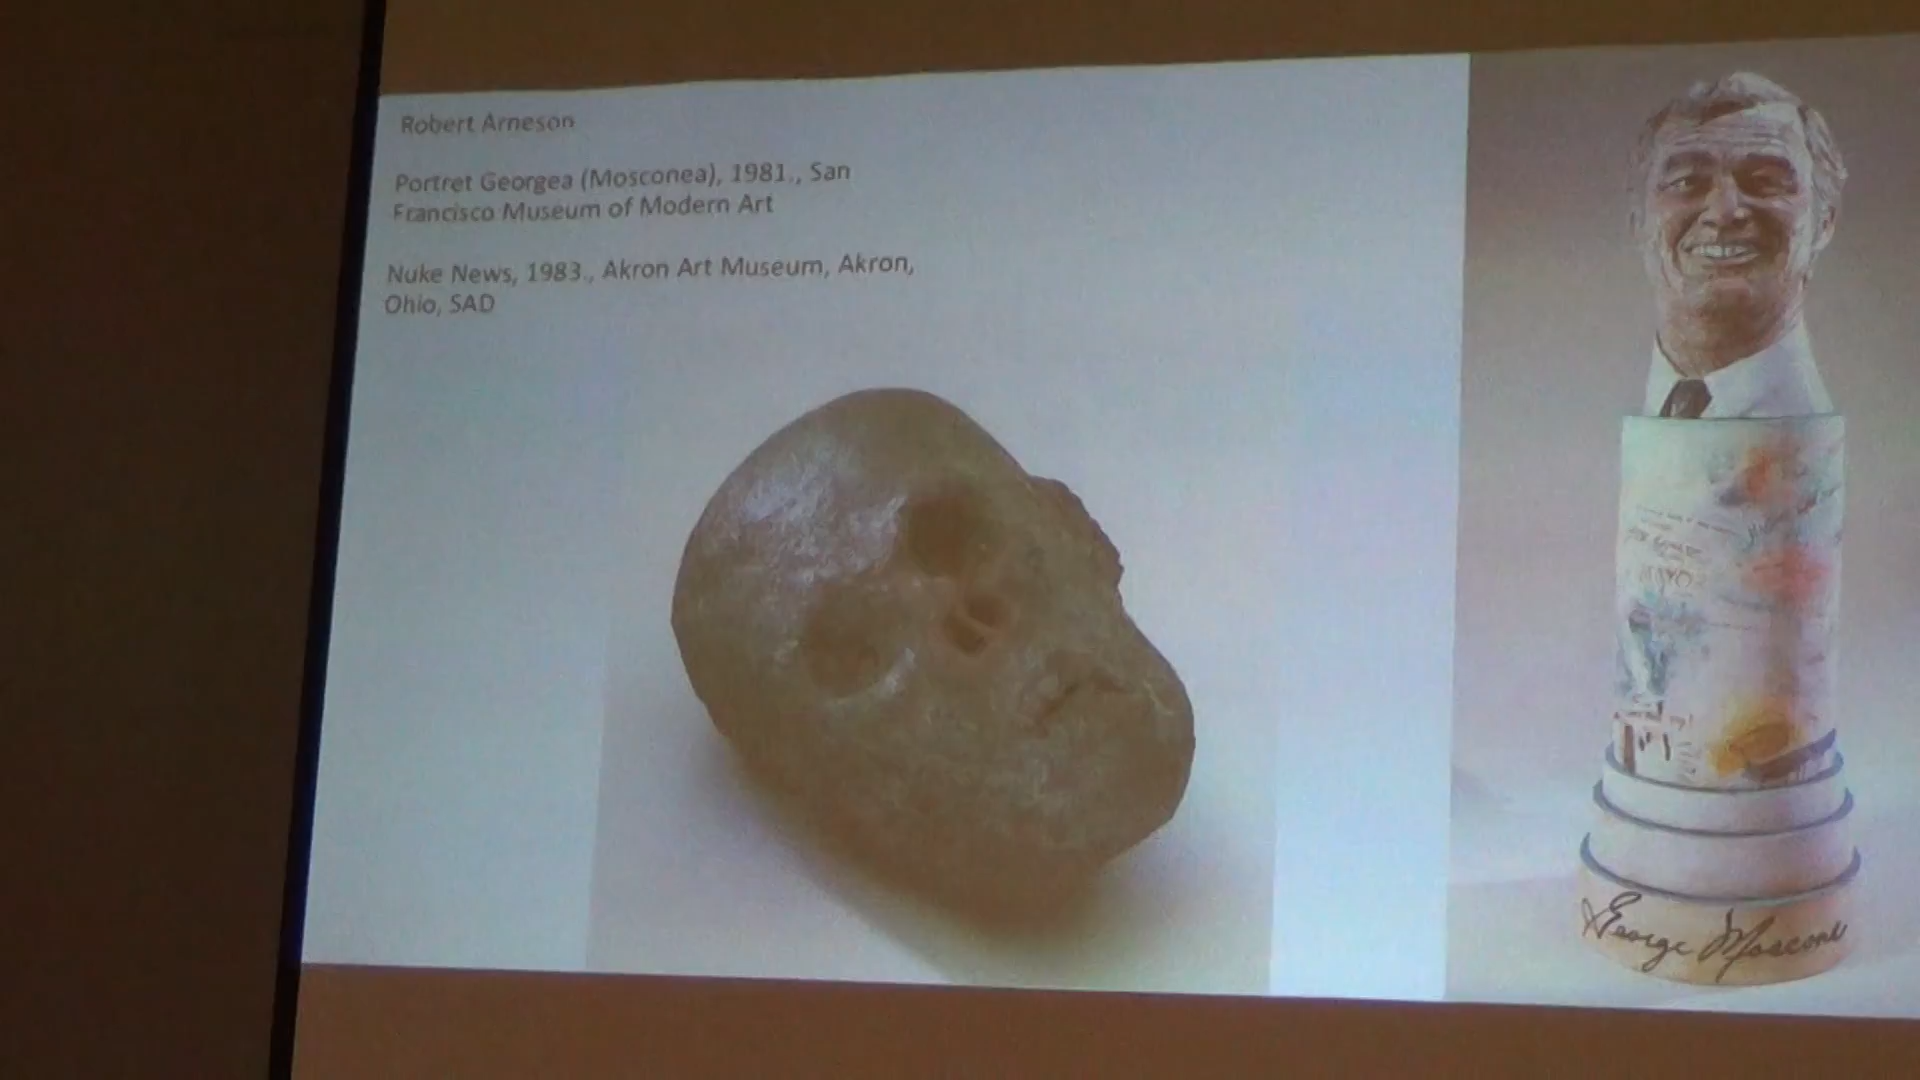 Robert Arneson
Portret Georgea (Mosconea), 1981., San
Francisco Museum of Modern Art
Nuke News, 1983., Akron Art Museum, Akron,
Ohio, SAD
George Moscone